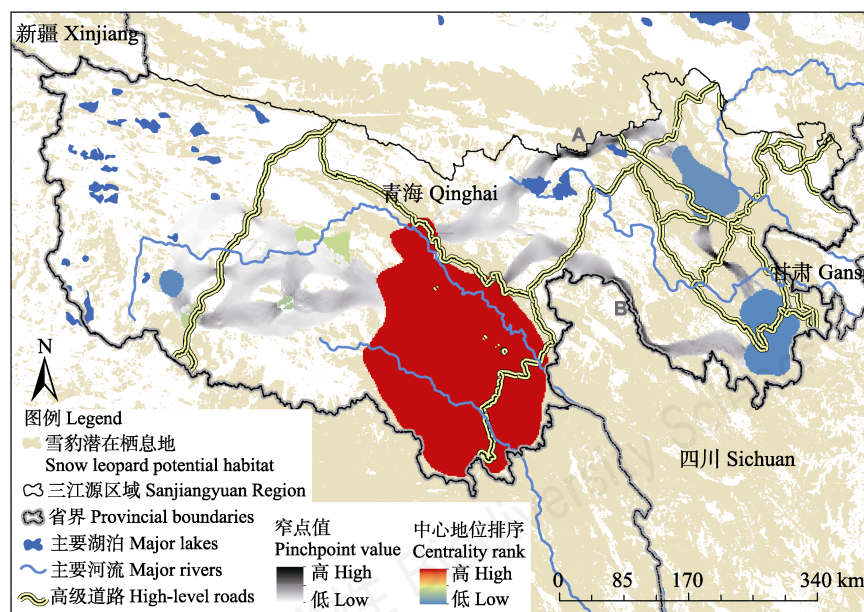 新疆 Xinjiang
A
青海 Qinghai
甘肃 Gans
B
N
图例 Legend
雪豹潜在栖息地
Snow leopard potential habitat
三江源区域 Sanjiangyuan Region
省界 Provincial boundaries
主要湖泊 Major lakes
主要河流 Major rivers
高级道路 High-level roads
窄点值
Pinchpoint value
高 High
低 Low
中心地位排序
Centrality rank
高 High
低 Low
四川 Sichuan
0 85 170 340 km